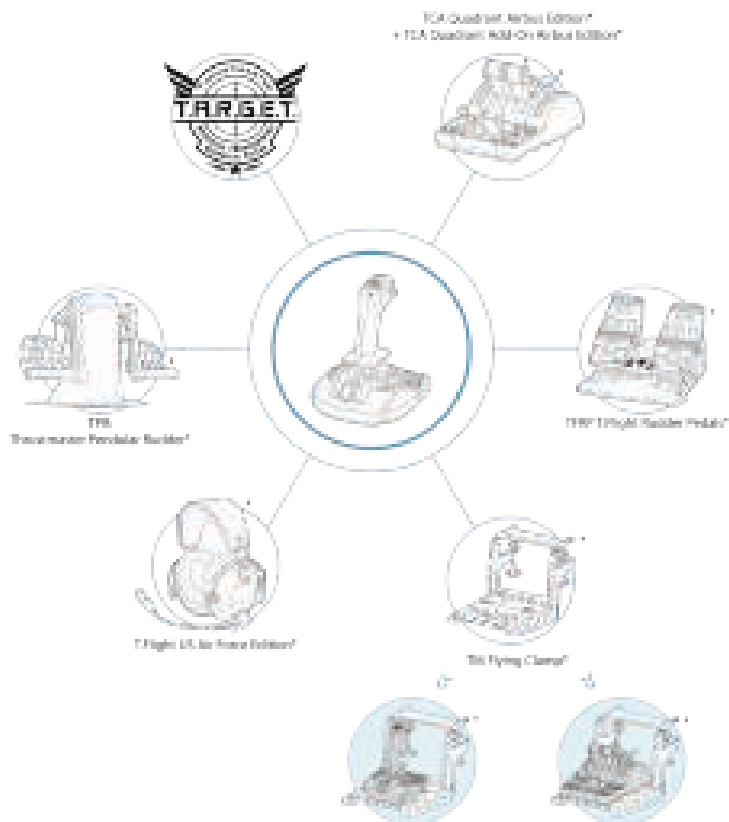 TCA Quadrant Airbus Edition*
+ TCA Quadrant Add-On Airbus Edition*
T.A.R.G.E.T
TPR
Thrustmaster Pendular Rudder*
T.Flight Rudder Pedals*
T.Flight US Air Force Edition*
TM Flying Clamp*